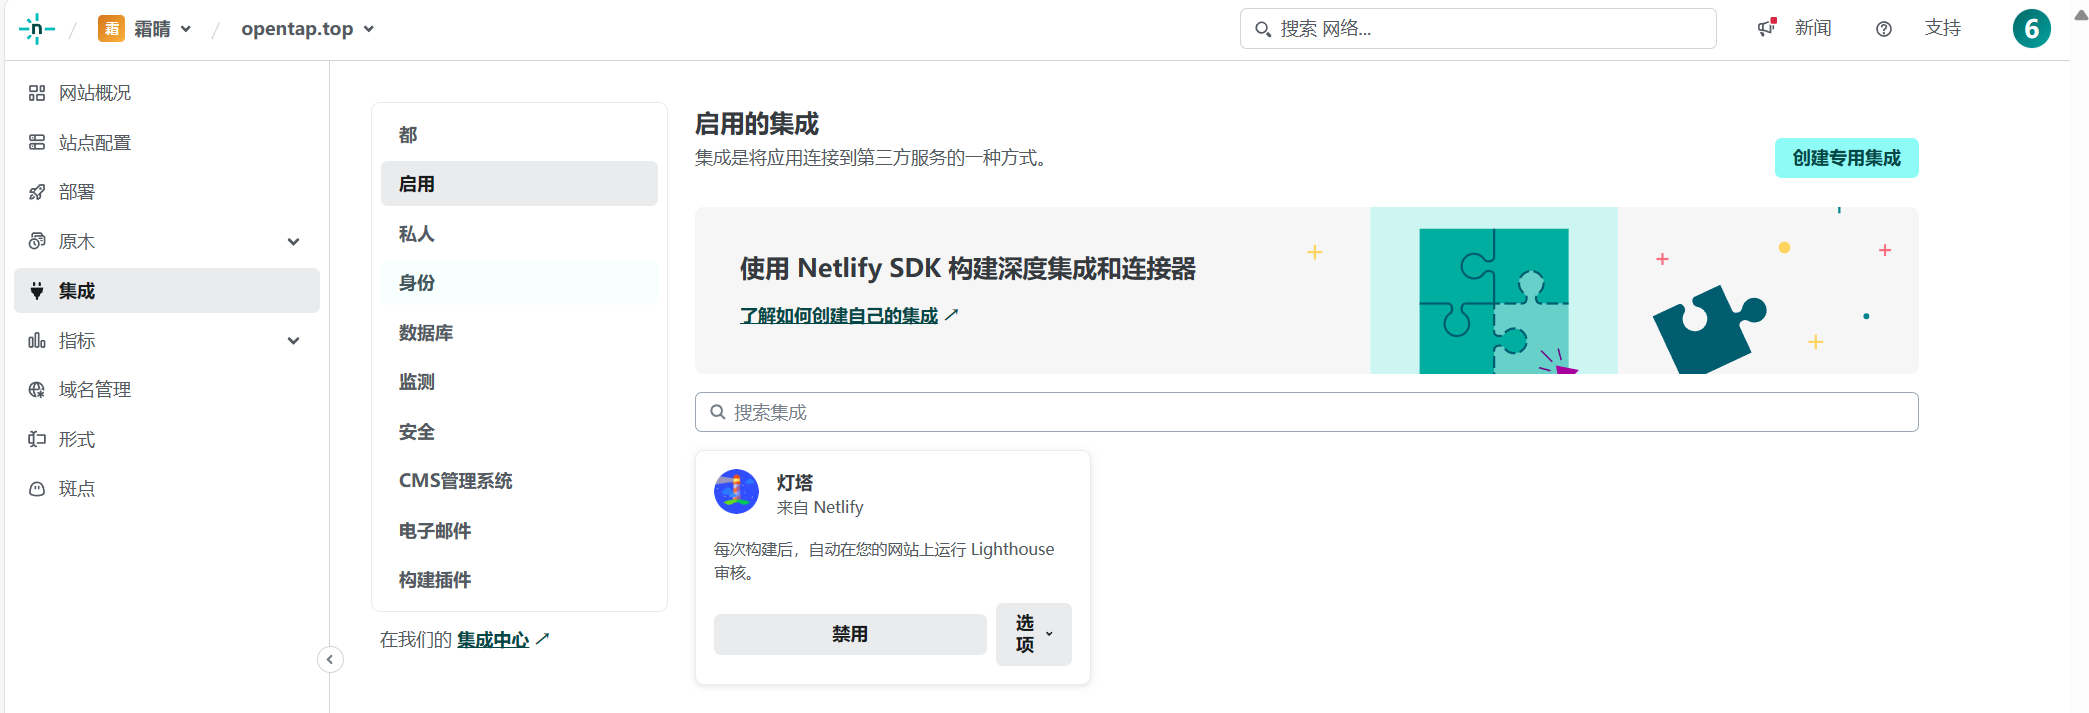 n / 霜 霜晴 / opentap.top
搜索 网络...
新闻
支持
6
网站概况
站点配置
部署
原木
集成
指标
域名管理
形式
斑点
都
启用
私人
身份
数据库
监测
安全
CMS管理系统
电子邮件
构建插件
在我们的 集成中心
启用的集成
集成是将应用连接到第三方服务的一种方式。
创建专用集成
使用 Netlify SDK 构建深度集成和连接器
了解如何创建自己的集成
搜索集成
灯塔
来自 Netlify
每次构建后，自动在您的网站上运行 Lighthouse
审核。
禁用
选
项